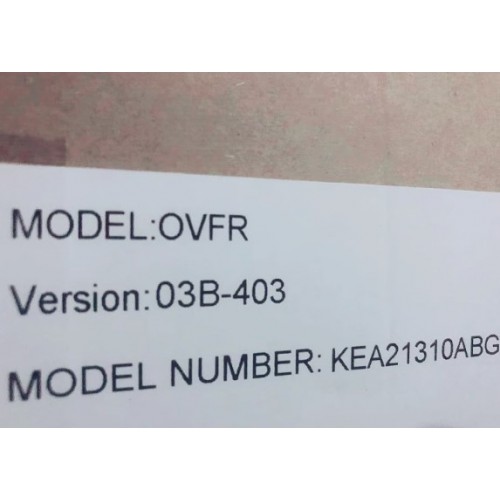 MODEL:OVFR
Version:03B-403
MODEL NUMBER: KEA21310ABG